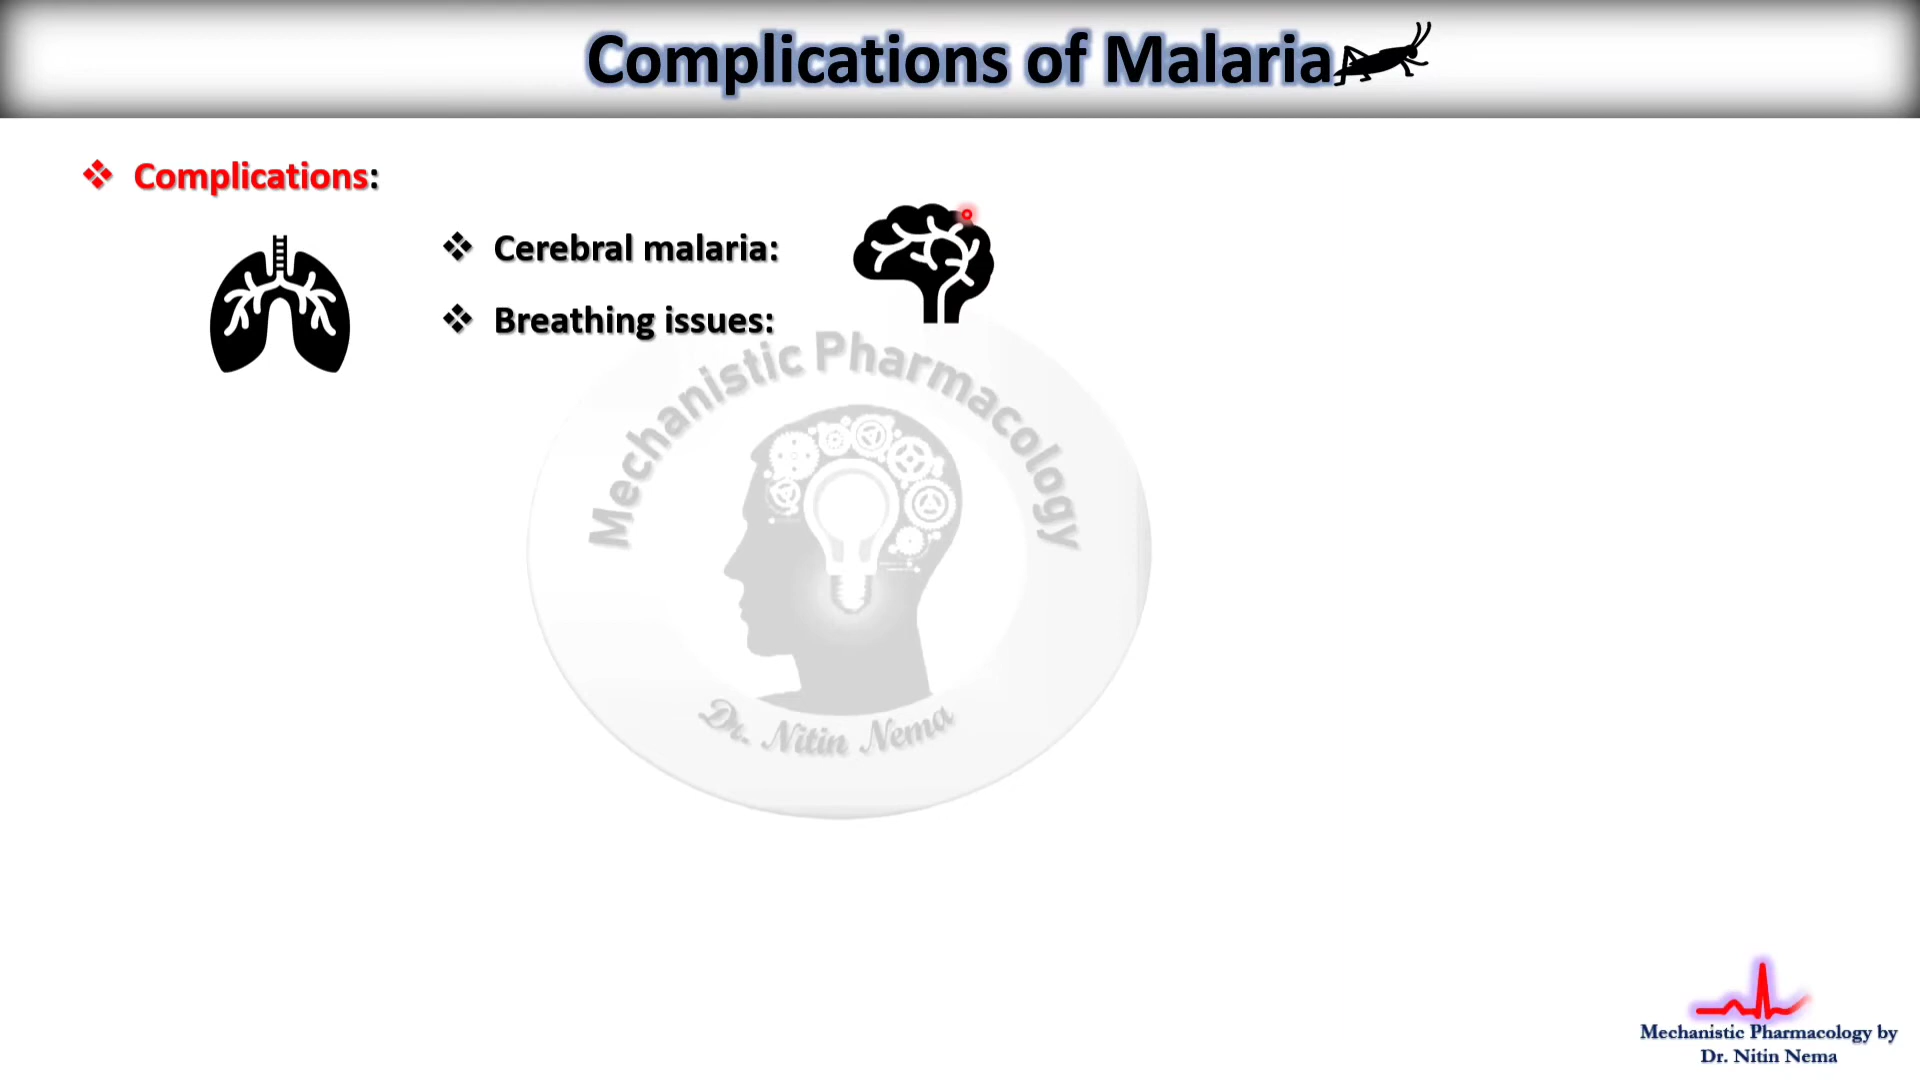 Complications of Malaria
Complications:
Cerebral malaria:
Breathing issues:
Mechanistic Pharmacology
Dr. Nitin Nema
Mechanistic Pharmacology by
Dr. Nitin Nema